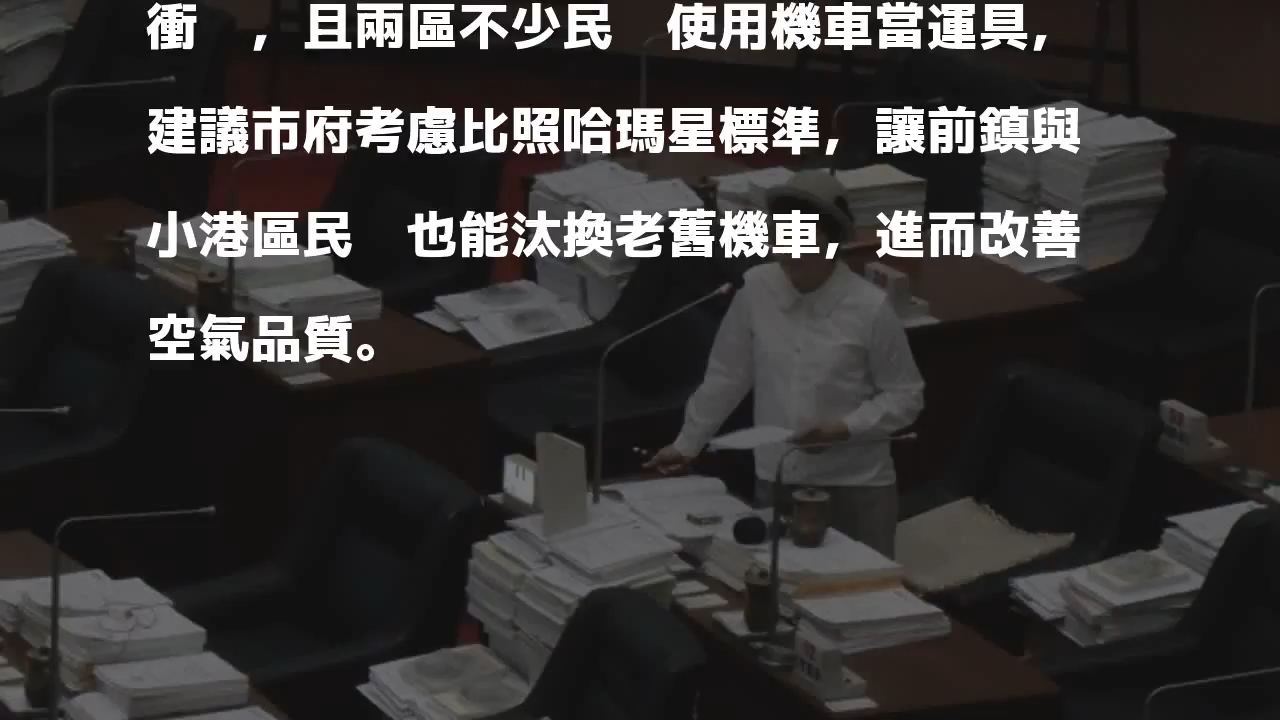 衝　，且兩區不少民　使用機車當運具，
建議市府考慮比照哈瑪星標準，讓前鎮與
小港區民　也能汰換老舊機車，進而改善
空氣品質。